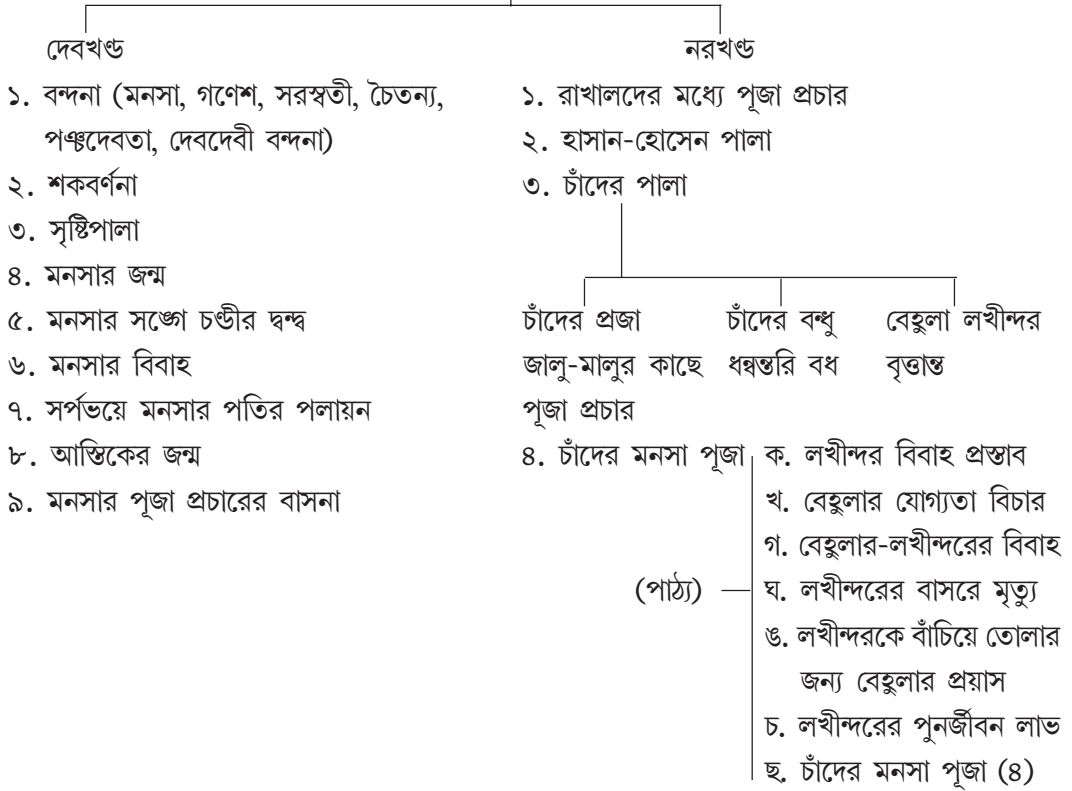 দেবখণ্ড
১. বন্দনা (মনসা, গণেশ, সরস্বতী, চৈতন্য,
পঞ্চদেবতা, দেবদেবী বন্দনা)
২. শকবর্ণনা
৩. সৃষ্টিপালা
৪. মনসার জন্ম
৫. মনসার সঙ্গে চণ্ডীর দ্বন্দ্ব
৬. মনসার বিবাহ
৭. সর্পভয়ে মনসার পতির পলায়ন
৮. আস্তিকের জন্ম
৯. মনসার পূজা প্রচারের বাসনা
নরখণ্ড
১. রাখালদের মধ্যে পূজা প্রচার
২. হাসান-হোসেন পালা
৩. চাঁদের পালা
চাঁদের প্রজা
জালু-মালুর কাছে
পূজা প্রচার
চাঁদের বন্ধু
ধন্বন্তরি বধ
বেহুলা লখীন্দর
বৃত্তান্ত
৪. চাঁদের মনসা পূজা
(পাঠ্য)
ক. লখীন্দর বিবাহ প্রস্তাব
খ. বেহুলার যোগ্যতা বিচার
গ. বেহুলার-লখীন্দরের বিবাহ
ঘ. লখীন্দরের বাসরে মৃত্যু
ঙ. লখীন্দরকে বাঁচিয়ে তোলার
জন্য বেহুলার প্রয়াস
চ. লখীন্দরের পুনর্জীবন লাভ
ছ. চাঁদের মনসা পূজা (৪)